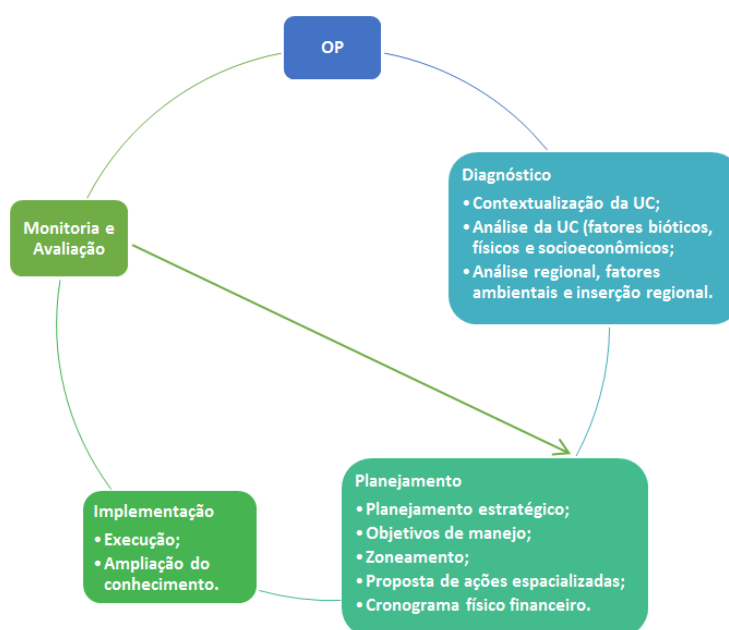 OP
Diagnóstico
• Contextualização da UC;
• Análise da UC (fatores bióticos,
físicos e socioeconômicos;
• Análise regional, fatores
ambientais e inserção regional.
Planejamento
• Planejamento estratégico;
• Objetivos de manejo;
• Zoneamento;
• Proposta de ações espacializadas;
• Cronograma físico financeiro.
Implementação
• Execução;
• Ampliação do
conhecimento.
Monitoria e
Avaliação